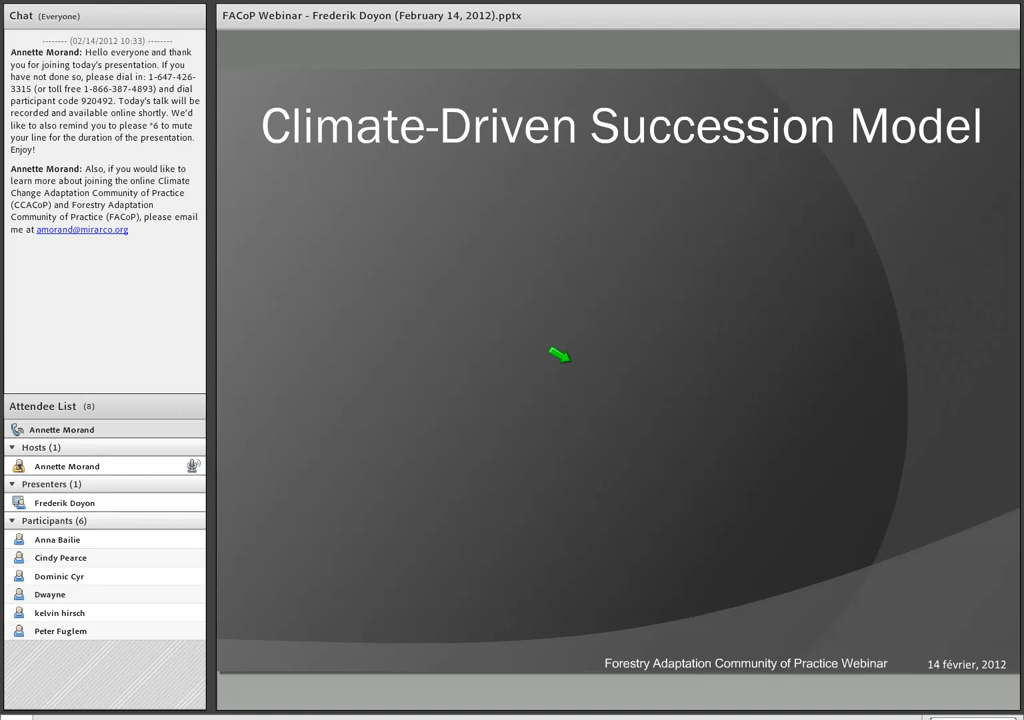 Chat (Everyone)
-------- (02/14/2012 10:33) --------
Annette Morand: Hello everyone and thank
you for joining today's presentation. If you
have not done so, please dial in: 1-647-426-
3315 (or toll free 1-866-387-4893) and dial
participant code 920492. Today's talk will be
recorded and available online shortly. We'd
like to also remind you to please *6 to mute
your line for the duration of the presentation.
Enjoy!
Annette Morand: Also, if you would like to
learn more about joining the online Climate
Change Adaptation Community of Practice
(CCACoP) and Forestry Adaptation
Community of Practice (FACoP), please email
me at amorand@mirarco.org
Attendee List (8)
Annette Morand
Hosts (1)
Annette Morand
Presenters (1)
Frederik Doyon
Participants (6)
Anna Bailie
Cindy Pearce
Dominic Cyr
Dwayne
kelvin hirsch
Peter Fuglem
FACoP Webinar - Frederik Doyon (February 14, 2012).pptx
Climate-Driven Succession Model
Forestry Adaptation Community of Practice Webinar
14 février, 2012